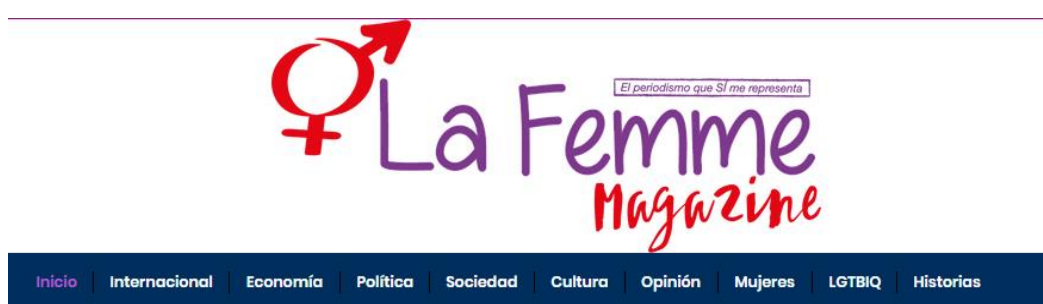 El periodismo que SÍ me representa
La Femme
Magazine
Inicio Internacional Economía Política Sociedad Cultura Opinión Mujeres LGTBIQ Historias